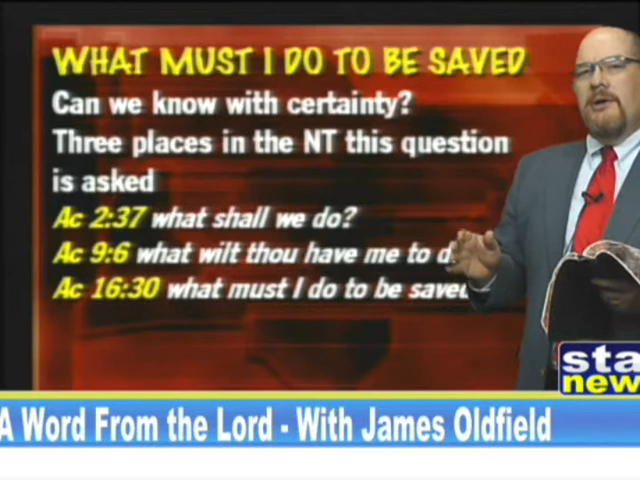 WHAT MUST I DO TO BE SAVED
Can we know with certainty?
Three places in the NT this question
is asked
Ac 2:37 what shall we do?
Ac 9:6 what wilt thou have me to d
Ac 16:30 what must I do to be saved
sta
new
A Word From the Lord - With James Oldfield